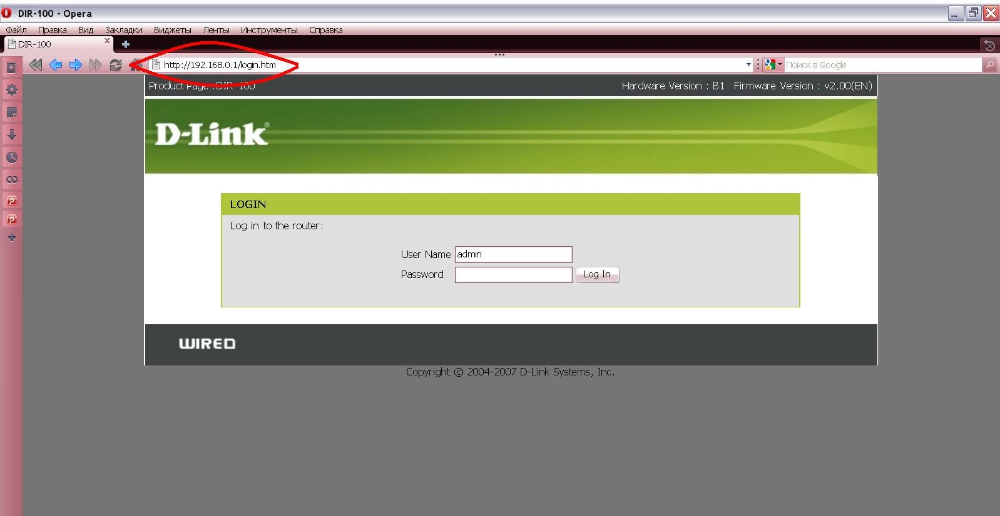 DIR-100 - Opera
Файл Правка Вид Закладки Виджеты Ленты Инструменты Справка
DIR-100
http://192.168.0.1/login.htm
Поиск в Google
Product Page :DIR-100 Hardware Version : B1 Firmware Version : v2.00(EN)
D-Link®
LOGIN
Log in to the router:
User Name admin
Password Log In
WIRED
Copyright © 2004-2007 D-Link Systems, Inc.